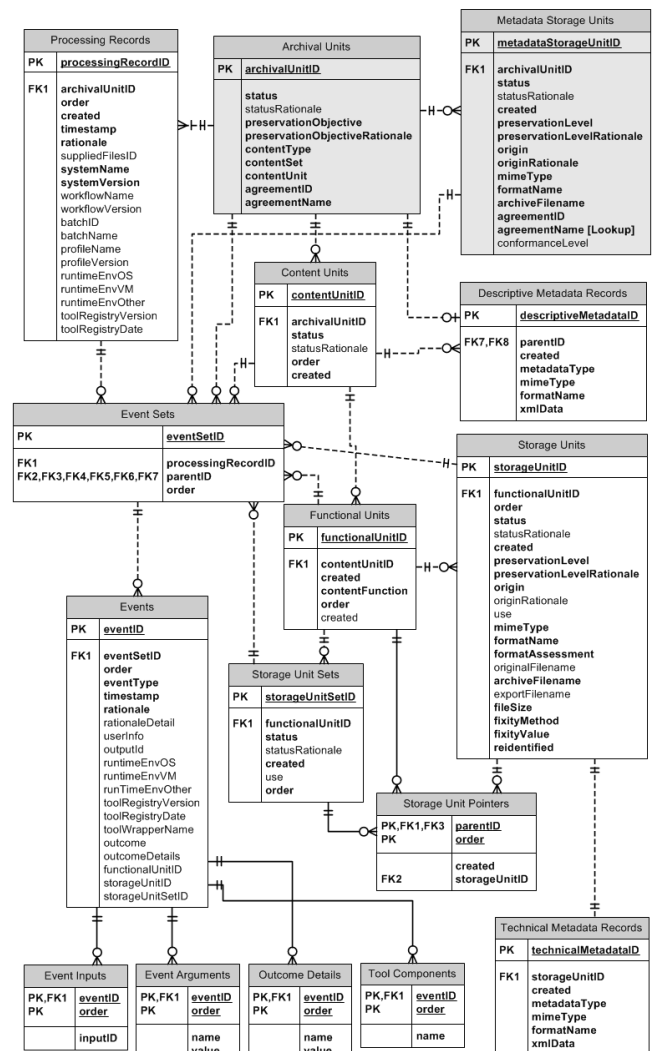 Processing Records
PK processingRecordID
FK1 archivalUnitID
order
created
timestamp
rationale
suppliedFilesID
systemName
systemVersion
workflowName
workflowVersion
batchID
batchName
profileName
profileVersion
runtimeEnvOS
runtimeEnvVM
runtimeEnvOther
toolRegistryVersion
toolRegistryDate
Archival Units
PK archivalUnitID
status
statusRationale
preservationObjective
preservationObjectiveRationale
contentType
contentSet
contentUnit
agreementID
agreementName
Metadata Storage Units
PK metadataStorageUnitID
FK1 archivalUnitID
status
statusRationale
created
preservationLevel
preservationLevelRationale
origin
originRationale
mimeType
formatName
archiveFilename
agreementID
agreementName [Lookup]
conformanceLevel
Content Units
PK contentUnitID
FK1 archivalUnitID
status
statusRationale
order
created
Descriptive Metadata Records
PK descriptiveMetadataID
FK7,FK8 parentID
created
metadataType
mimeType
formatName
xmlData
Event Sets
PK eventSetID
FK1 processingRecordID
FK2,FK3,FK4,FK5,FK6,FK7 parentID
order
Storage Units
PK storageUnitID
FK1 functionalUnitID
order
status
statusRationale
created
preservationLevel
preservationLevelRationale
origin
originRationale
use
mimeType
formatName
formatAssessment
originalFilename
archiveFilename
exportFilename
fileSize
fixityMethod
fixityValue
reidentified
Functional Units
PK functionalUnitID
FK1 contentUnitID
created
contentFunction
order
created
Events
PK eventID
FK1 eventSetID
order
eventType
timestamp
rationale
rationaleDetail
userInfo
outputId
runtimeEnvOS
runtimeEnvVM
runTimeEnvOther
toolRegistryVersion
toolRegistryDate
toolWrapperName
outcome
outcomeDetails
functionalUnitID
storageUnitID
storageUnitSetID
Storage Unit Sets
PK storageUnitSetID
FK1 functionalUnitID
status
statusRationale
created
use
order
Storage Unit Pointers
PK,FK1,FK3 parentID
PK order
created
FK2 storageUnitID
Technical Metadata Records
PK technicalMetadataID
FK1 storageUnitID
created
metadataType
mimeType
formatName
xmlData
Event Inputs
PK,FK1 eventID
PK order
inputID
Event Arguments
PK,FK1 eventID
PK order
name
value
Outcome Details
PK,FK1 eventID
PK order
name
value
Tool Components
PK,FK1 eventID
PK order
name